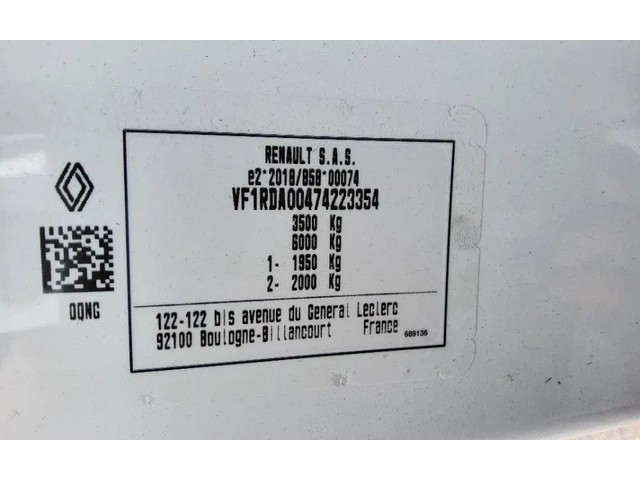 RENAULT S.A.S.
e2*2018/858*00074
VF1RDA00474223354
3500 Kg
6000 Kg
1- 1950 Kg
2- 2000 Kg
122-122 bis avenue du General Leclerc
92100 Boulogne-Billancourt France
689136
DQNG